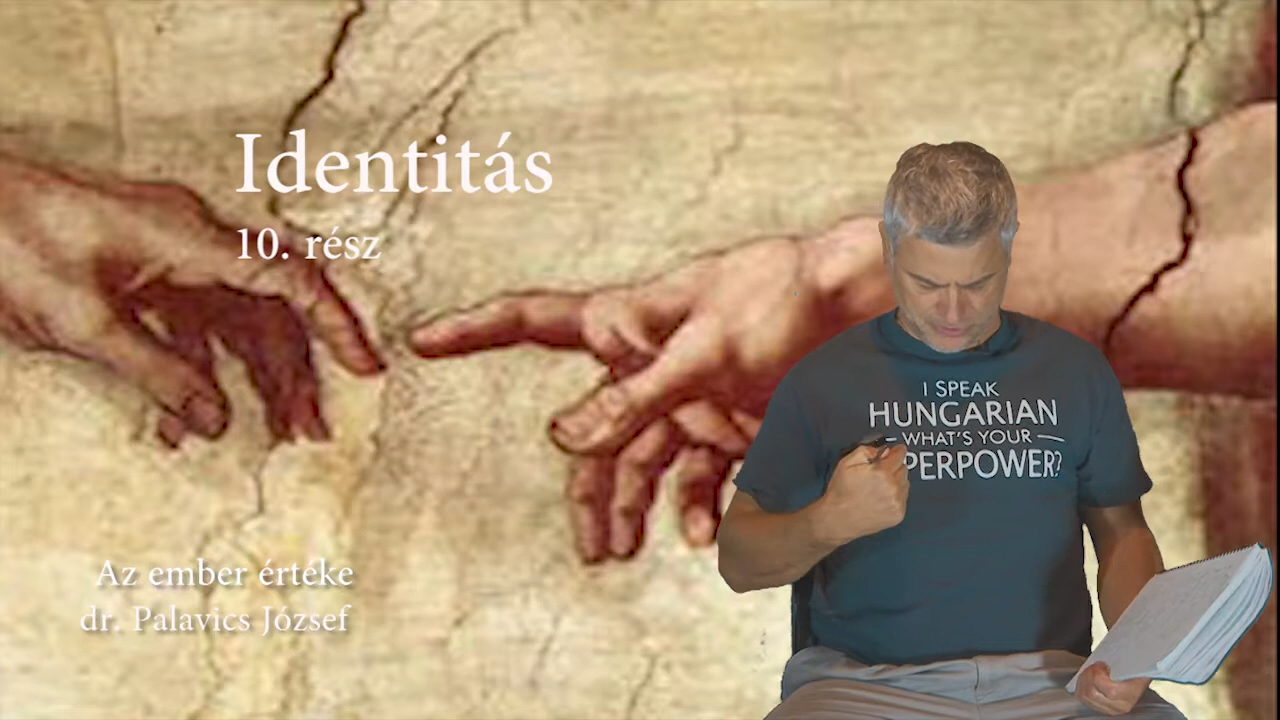 Identitás
10. rész
Az ember értéke
dr. Palavics József
I SPEAK
HUNGARIAN
WHAT'S YOUR
PERPOWER?